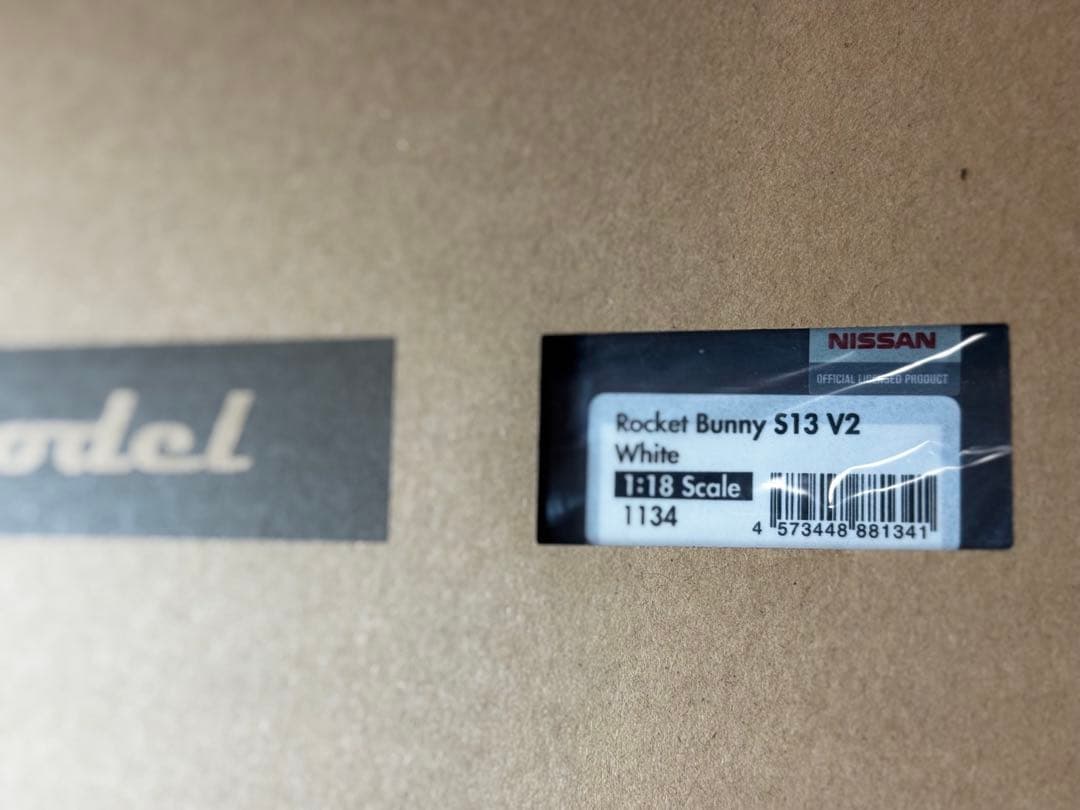 odel
NISSAN
OFFICIAL LICENSED PRODUCT
Rocket Bunny S13 V2
White
1:18 Scale
1134
4 573448 881341